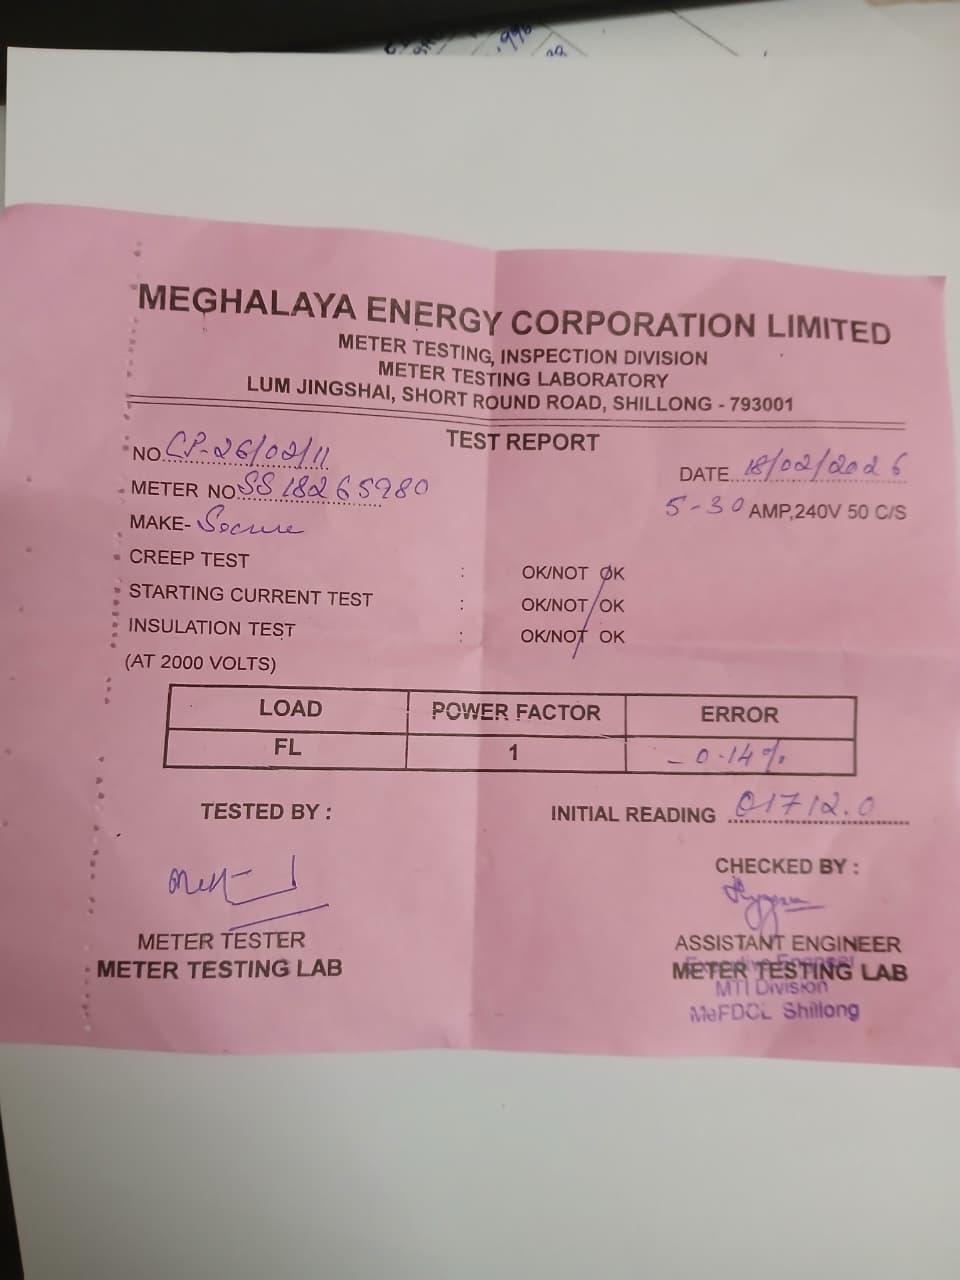 MEGHALAYA ENERGY CORPORATION LIMITED
METER TESTING, INSPECTION DIVISION
METER TESTING LABORATORY
LUM JINGSHAI, SHORT ROUND ROAD, SHILLONG - 793001
TEST REPORT
NO. CP-26/02/11
DATE 18/02/2026
METER NO SS 18265980
5-30 AMP,240V 50 C/S
MAKE- Secure
CREEP TEST : OK/NOT OK
STARTING CURRENT TEST : OK/NOT OK
INSULATION TEST : OK/NOT OK
(AT 2000 VOLTS)
LOAD POWER FACTOR ERROR
FL 1 - 0.14%
TESTED BY :
INITIAL READING 01712.0
CHECKED BY :
METER TESTER
METER TESTING LAB
ASSISTANT ENGINEER
Executive Engineer
METER TESTING LAB
MTI Division
MePDCL Shillong